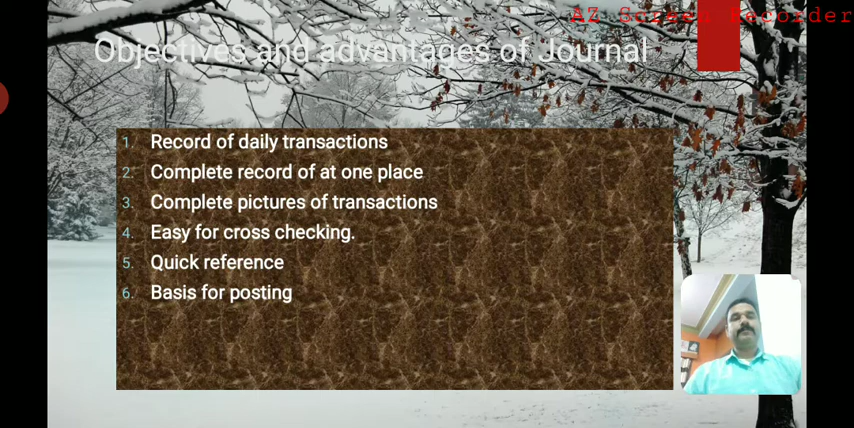 AZ Screen Recorder
Objectives and advantages of Journal
1. Record of daily transactions
2. Complete record of at one place
3. Complete pictures of transactions
4. Easy for cross checking.
5. Quick reference
6. Basis for posting